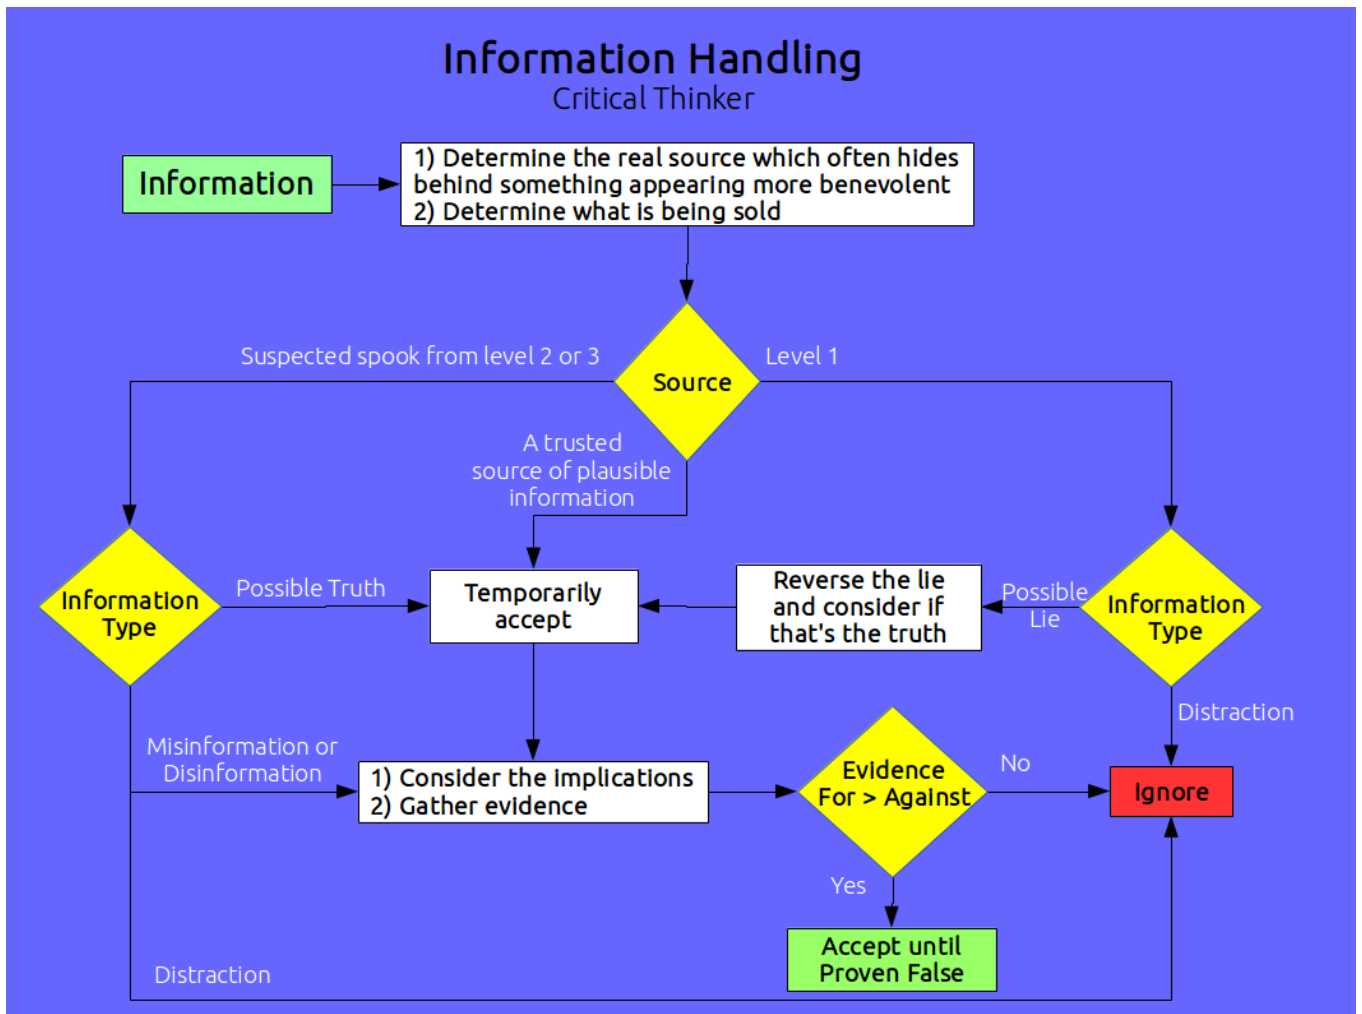 Information Handling
Critical Thinker
Information
1) Determine the real source which often hides
behind something appearing more benevolent
2) Determine what is being sold
Suspected spook from level 2 or 3
Source
Level 1
A trusted
source of plausible
information
Information
Type
Possible Truth
Temporarily
accept
Reverse the lie
and consider if
that's the truth
Possible
Lie
Information
Type
Distraction
Misinformation or
Disinformation
1) Consider the implications
2) Gather evidence
Evidence
For > Against
No
Ignore
Yes
Accept until
Proven False
Distraction